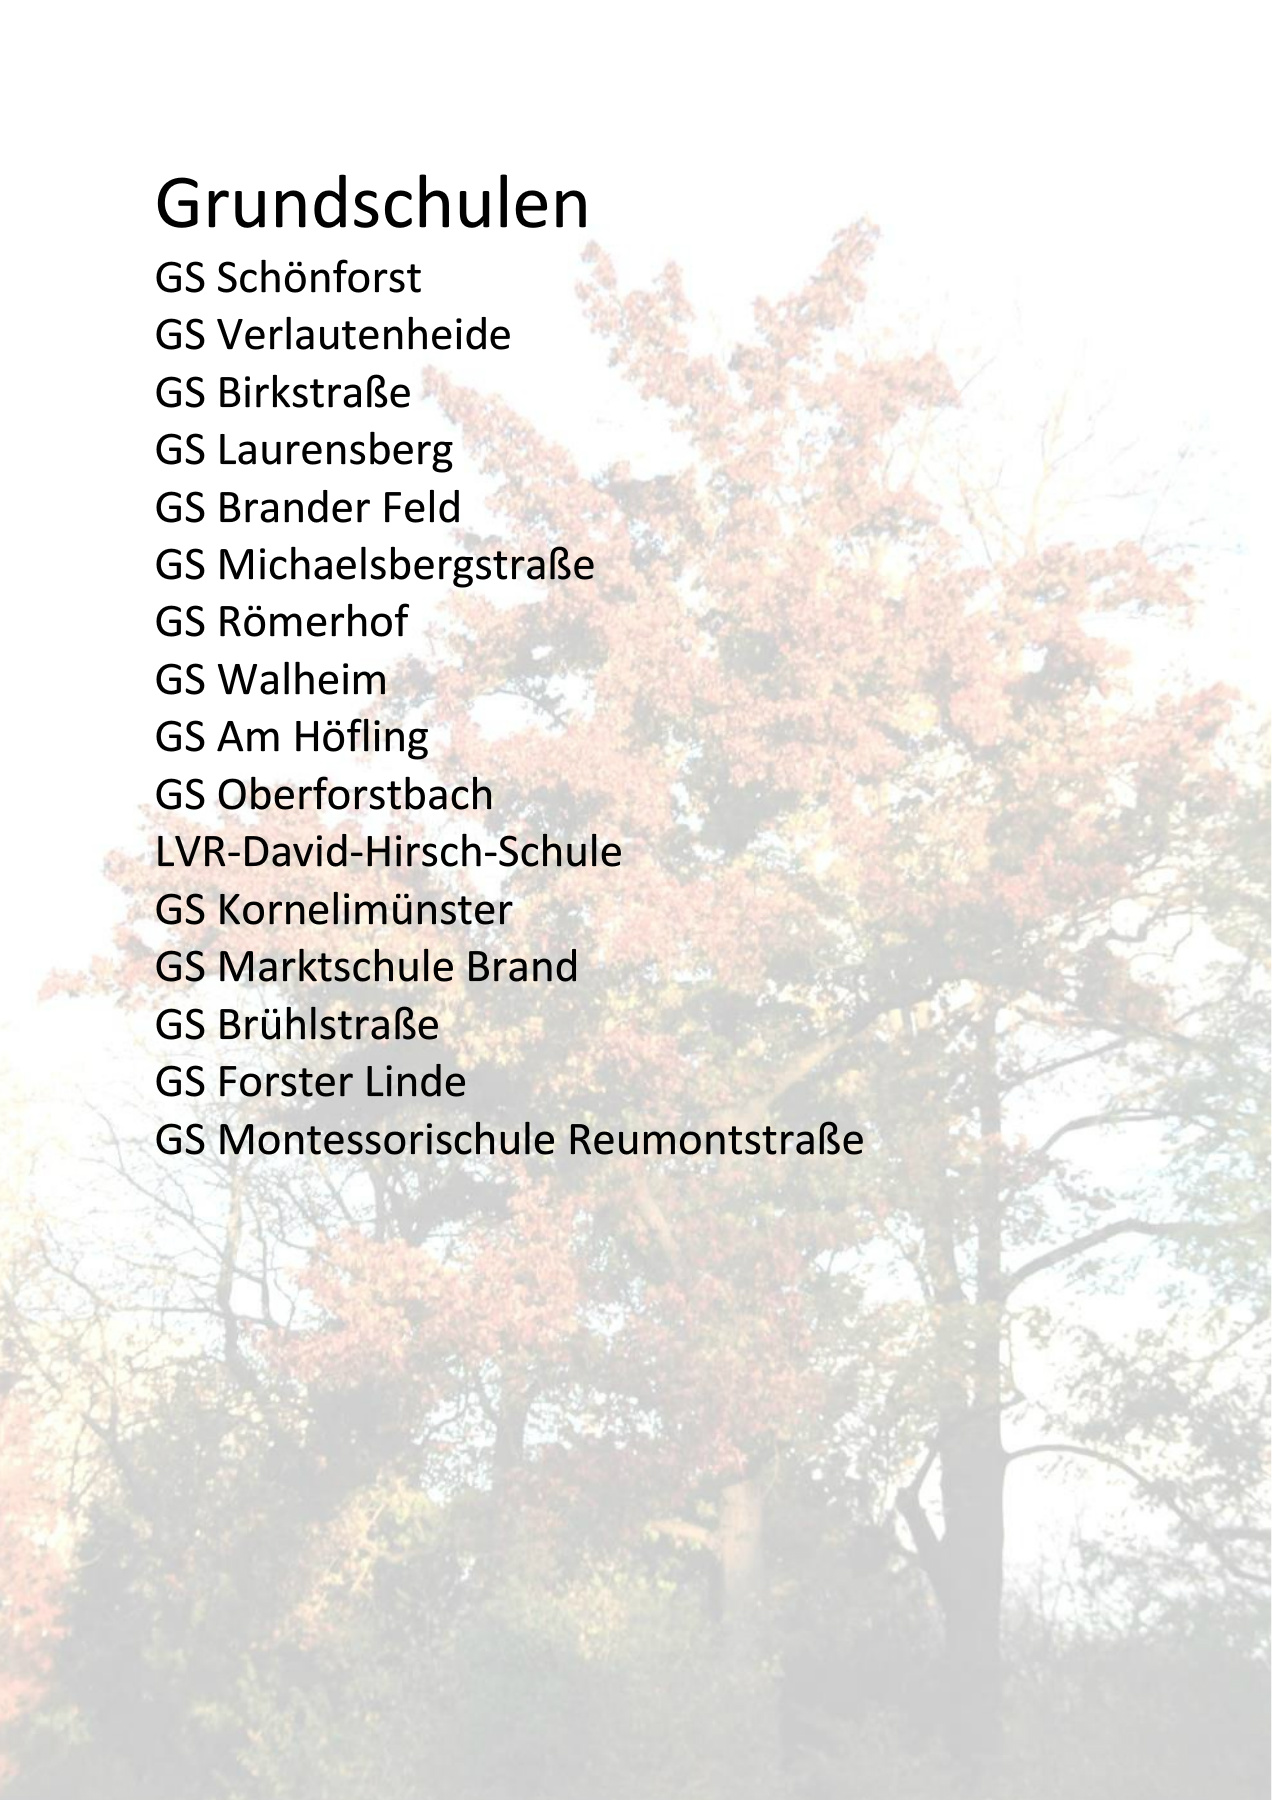 Grundschulen
GS Schönforst
GS Verlautenheide
GS Birkstraße
GS Laurensberg
GS Brander Feld
GS Michaelsbergstraße
GS Römerhof
GS Walheim
GS Am Höfling
GS Oberforstbach
LVR-David-Hirsch-Schule
GS Kornelimünster
GS Marktschule Brand
GS Brühlstraße
GS Forster Linde
GS Montessorischule Reumontstraße